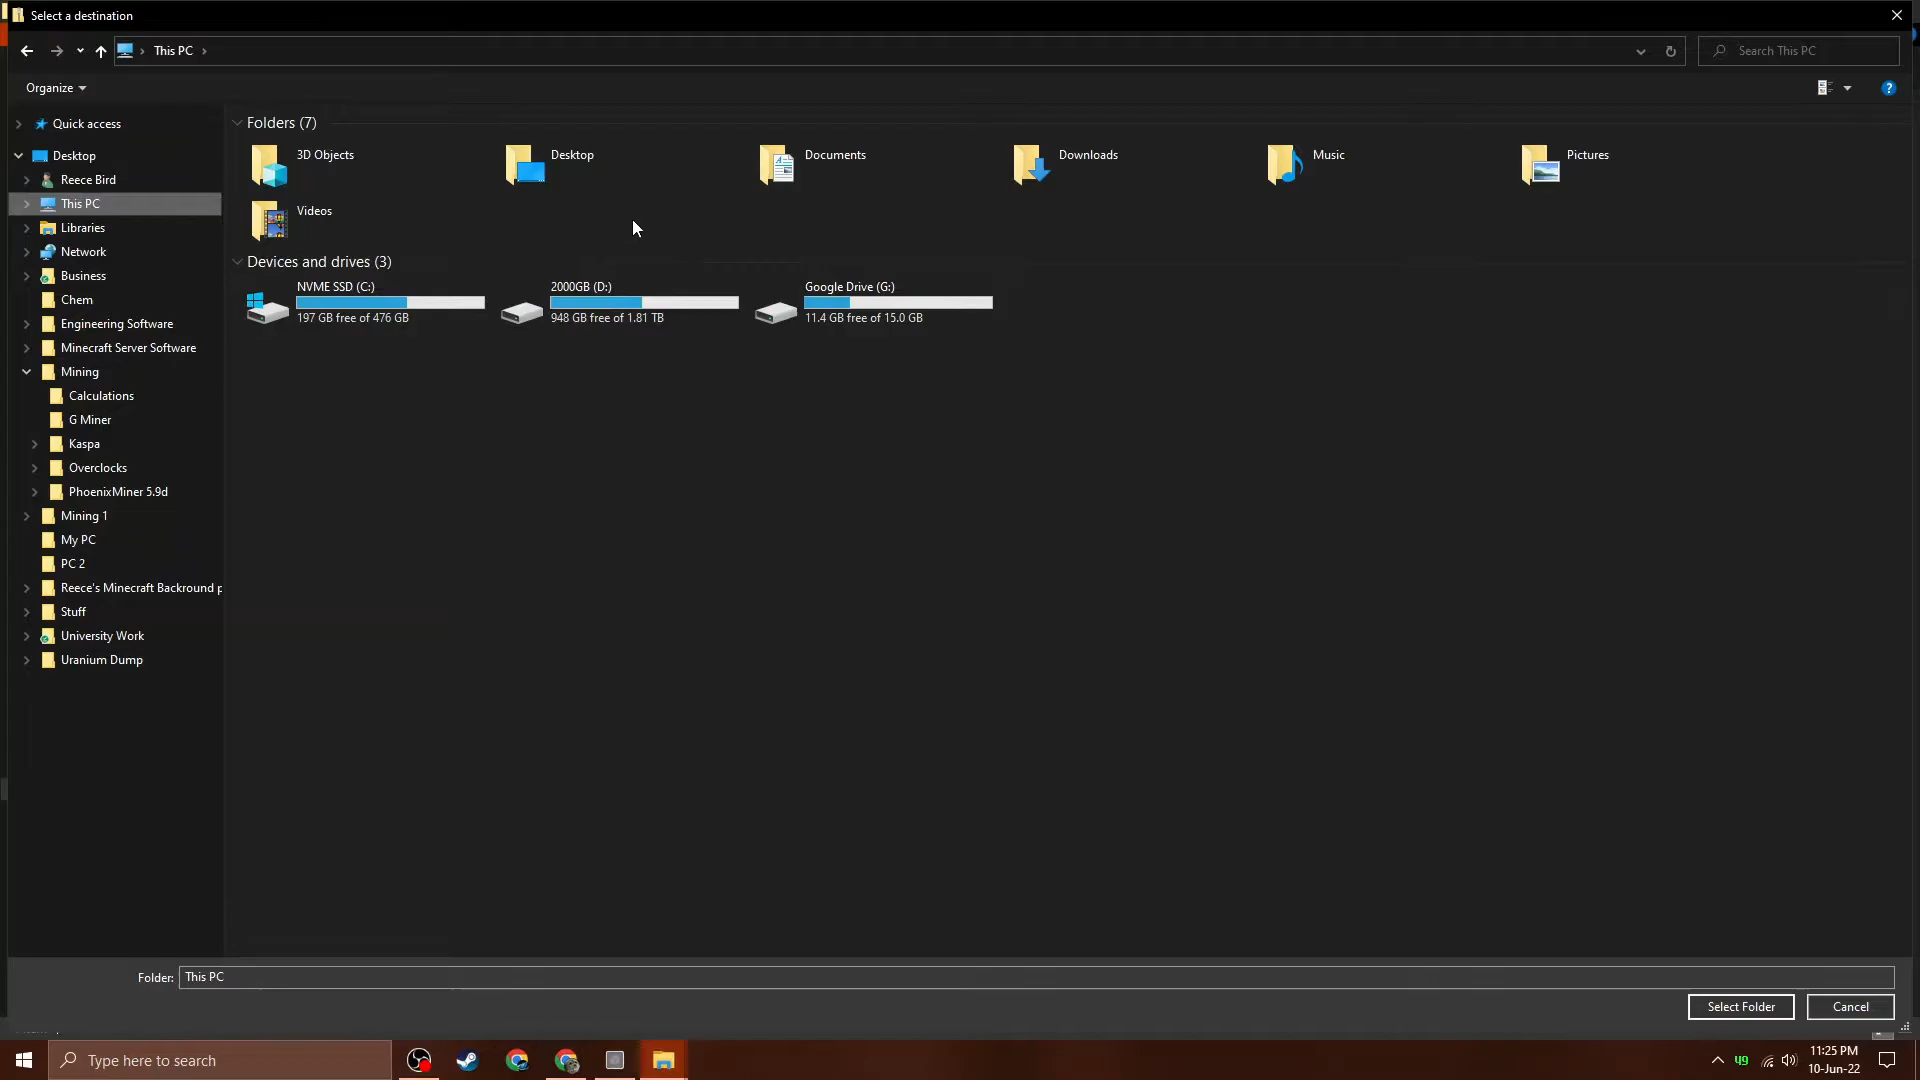 Select a destination
This PC
Search This PC
Organize
Quick access
Desktop
Reece Bird
This PC
Libraries
Network
Business
Chem
Engineering Software
Minecraft Server Software
Mining
Calculations
G Miner
Kaspa
Overclocks
PhoenixMiner 5.9d
Mining 1
My PC
PC 2
Reece's Minecraft Backround p
Stuff
University Work
Uranium Dump
Folders (7)
3D Objects
Desktop
Documents
Downloads
Music
Pictures
Videos
Devices and drives (3)
NVME SSD (C:)
197 GB free of 476 GB
2000GB (D:)
948 GB free of 1.81 TB
Google Drive (G:)
11.4 GB free of 15.0 GB
Folder: This PC
Select Folder
Cancel
Type here to search
49
11:25 PM
10-Jun-22